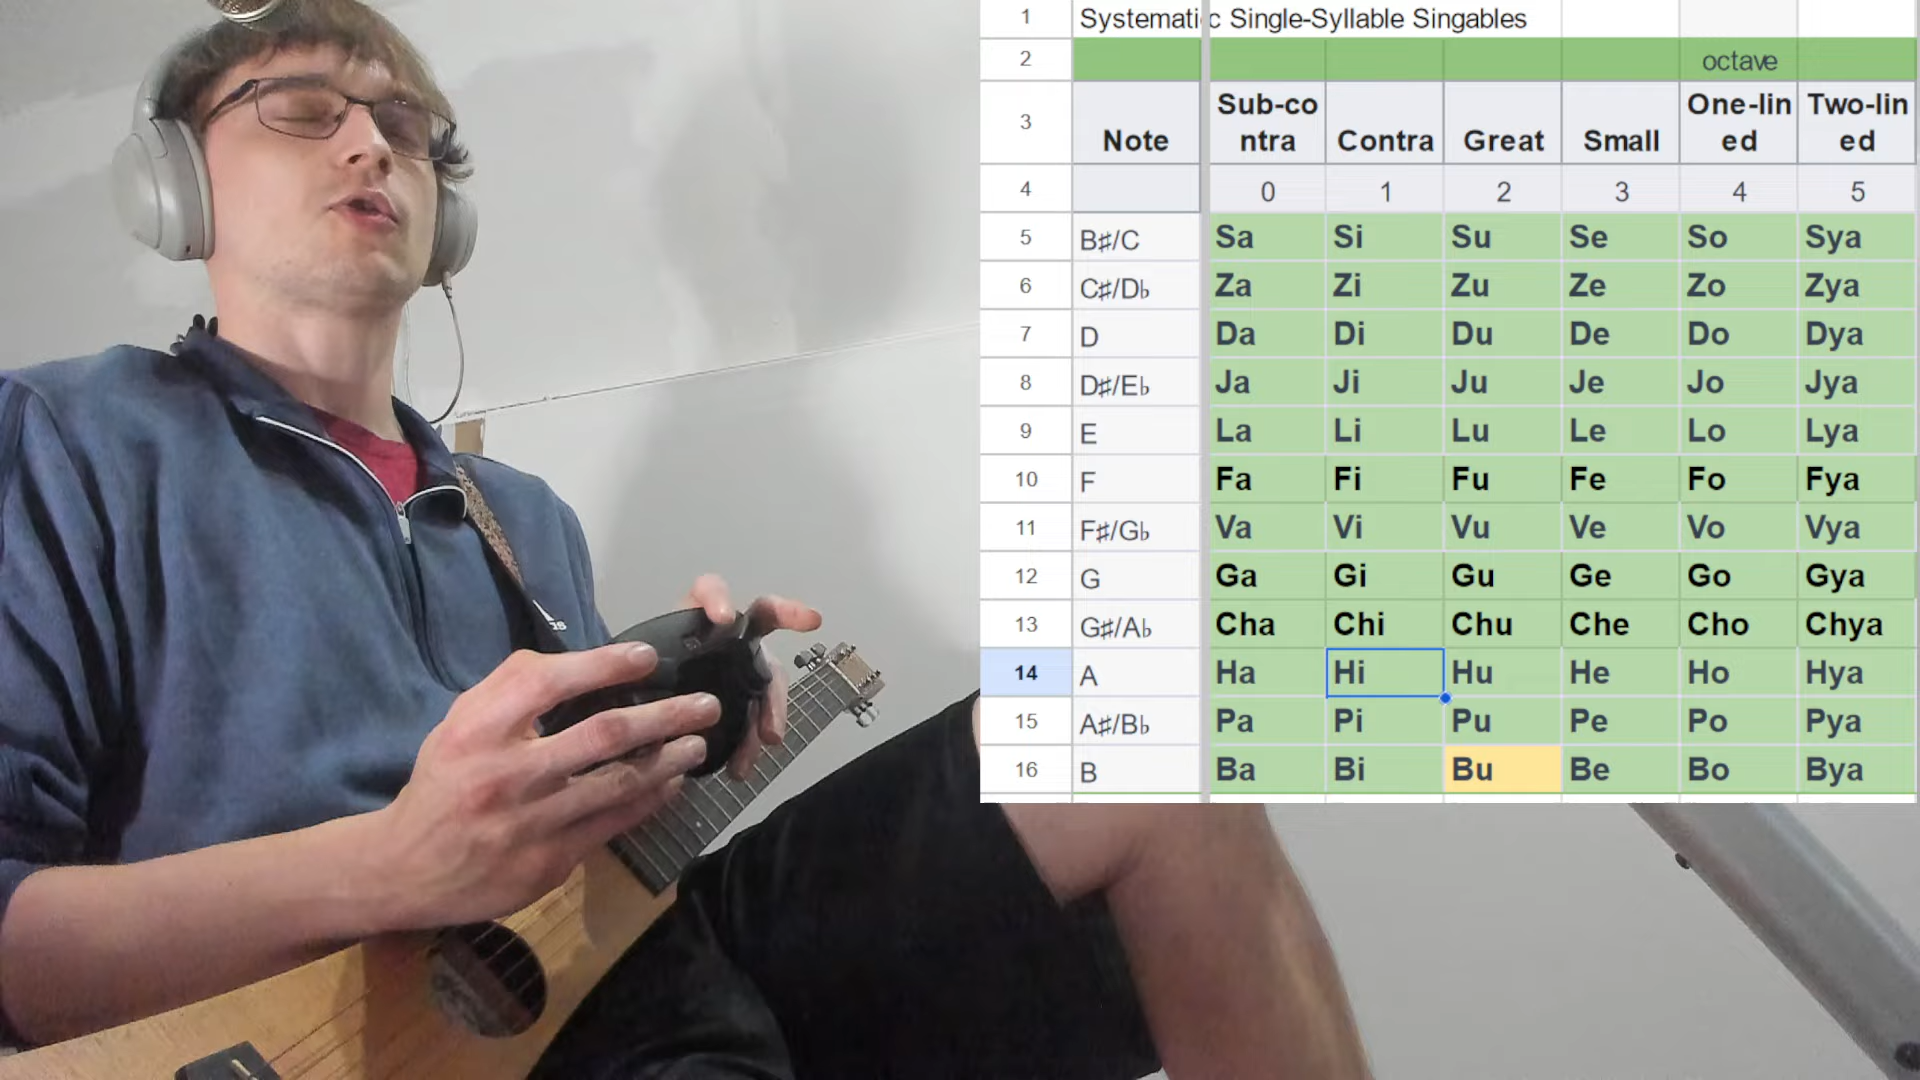 1 Systematic Single-Syllable Singables
2 octave
3 Note Sub-contra Contra Great Small One-lined Two-lined
4 0 1 2 3 4 5
5 B♯/C Sa Si Su Se So Sya
6 C♯/D♭ Za Zi Zu Ze Zo Zya
7 D Da Di Du De Do Dya
8 D♯/E♭ Ja Ji Ju Je Jo Jya
9 E La Li Lu Le Lo Lya
10 F Fa Fi Fu Fe Fo Fya
11 F♯/G♭ Va Vi Vu Ve Vo Vya
12 G Ga Gi Gu Ge Go Gya
13 G♯/A♭ Cha Chi Chu Che Cho Chya
14 A Ha Hi Hu He Ho Hya
15 A♯/B♭ Pa Pi Pu Pe Po Pya
16 B Ba Bi Bu Be Bo Bya